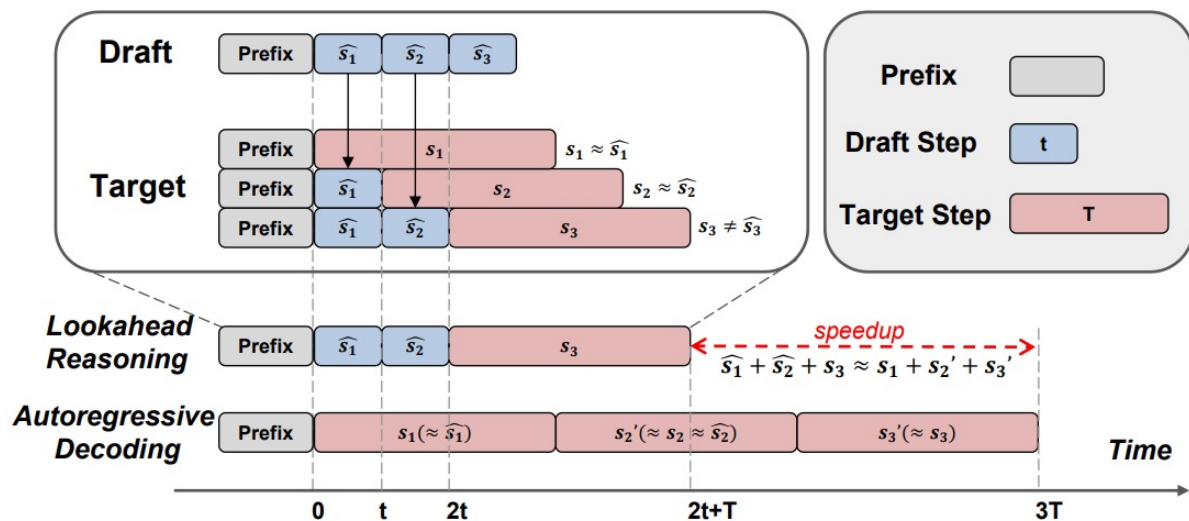 Draft Prefix ŝ₁ ŝ₂ ŝ₃
Prefix s₁ s₁ ≈ ŝ₁
Target Prefix ŝ₁ s₂ s₂ ≈ ŝ₂
Prefix ŝ₁ ŝ₂ s₃ s₃ ≠ ŝ₃
Prefix
Draft Step t
Target Step T
Lookahead
Reasoning
Prefix ŝ₁ ŝ₂ s₃
speedup
ŝ₁ + ŝ₂ + s₃ ≈ s₁ + s₂' + s₃'
Autoregressive
Decoding
Prefix s₁(≈ ŝ₁) s₂'(≈ s₂ ≈ ŝ₂) s₃'(≈ s₃)
Time
0 t 2t 2t+T 3T